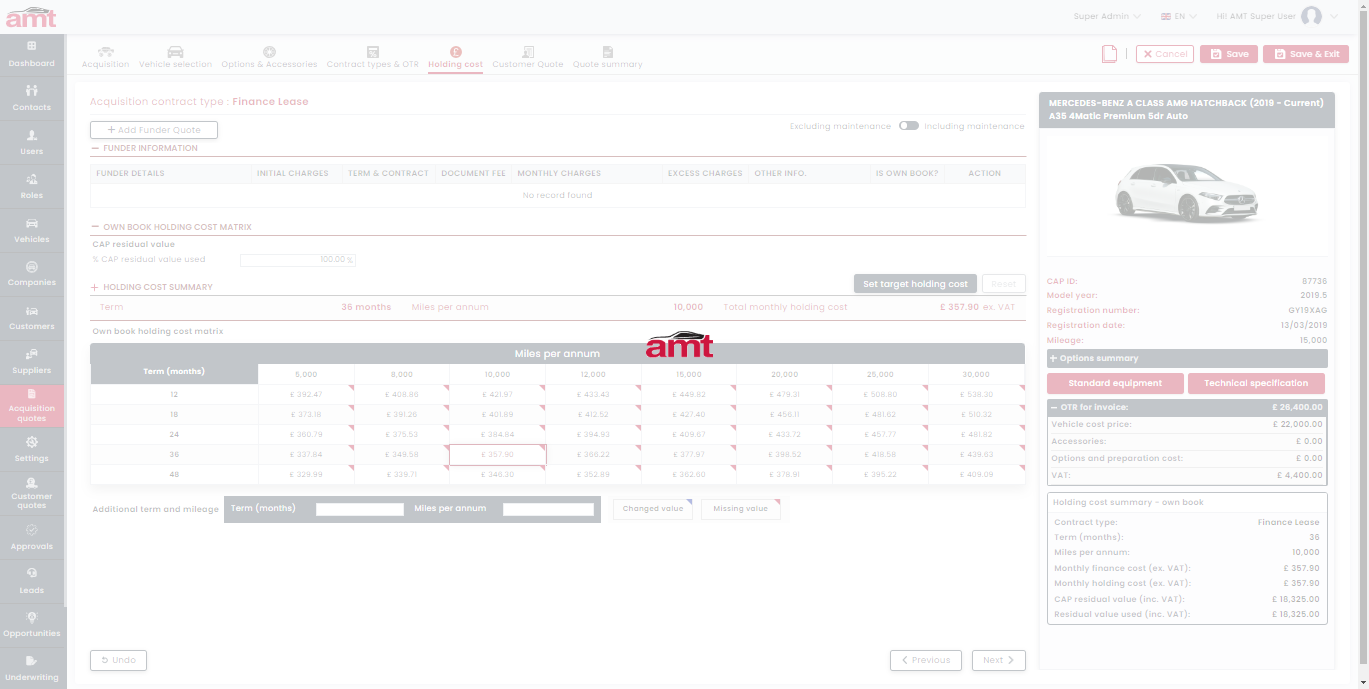 amt
Super Admin
EN
Hi! AMT Super User
Dashboard
Contacts
Users
Roles
Vehicles
Companies
Customers
Suppliers
Acquisition quotes
Settings
Customer quotes
Approvals
Leads
Opportunities
Underwriting
Acquisition Vehicle selection Options & Accessories Contract types & OTR Holding cost Customer Quote Quote summary
Cancel Save Save & Exit
Acquisition contract type : Finance Lease
+ Add Funder Quote
Excluding maintenance Including maintenance
FUNDER INFORMATION
FUNDER DETAILS INITIAL CHARGES TERM & CONTRACT DOCUMENT FEE MONTHLY CHARGES EXCESS CHARGES OTHER INFO. IS OWN BOOK? ACTION
No record found
OWN BOOK HOLDING COST MATRIX
CAP residual value
% CAP residual value used 100.00 %
HOLDING COST SUMMARY
Set target holding cost Reset
Term 36 months Miles per annum 10,000 Total monthly holding cost £ 357.90 ex. VAT
Own book holding cost matrix
amt
Miles per annum
Term (months) 5,000 8,000 10,000 12,000 15,000 20,000 25,000 30,000
12 £ 392.47 £ 408.98 £ 421.97 £ 433.43 £ 449.82 £ 479.31 £ 508.80 £ 538.30
18 £ 373.18 £ 391.26 £ 401.89 £ 412.52 £ 427.40 £ 456.11 £ 481.62 £ 510.32
24 £ 360.79 £ 375.53 £ 384.84 £ 394.93 £ 409.67 £ 433.72 £ 457.77 £ 481.82
36 £ 337.84 £ 349.58 £ 357.90 £ 366.22 £ 377.97 £ 398.52 £ 418.58 £ 439.63
48 £ 329.99 £ 339.71 £ 346.30 £ 352.89 £ 362.60 £ 378.91 £ 395.22 £ 409.09
Additional term and mileage Term (months) Miles per annum Changed value Missing value
Undo
Previous Next
MERCEDES-BENZ A CLASS AMG HATCHBACK (2019 - Current)
A35 4Matic Premium 5dr Auto
CAP ID: 87736
Model year: 2019.5
Registration number: GY19XAG
Registration date: 13/03/2019
Mileage: 15,000
Options summary
Standard equipment Technical specification
OTR for invoice: £ 26,400.00
Vehicle cost price: £ 22,000.00
Accessories: £ 0.00
Options and preparation cost: £ 0.00
VAT: £ 4,400.00
Holding cost summary - own book
Contract type: Finance Lease
Term (months): 36
Miles per annum: 10,000
Monthly finance cost (ex. VAT): £ 357.90
Monthly holding cost (ex. VAT): £ 357.90
CAP residual value (inc. VAT): £ 18,325.00
Residual value used (inc. VAT): £ 18,325.00